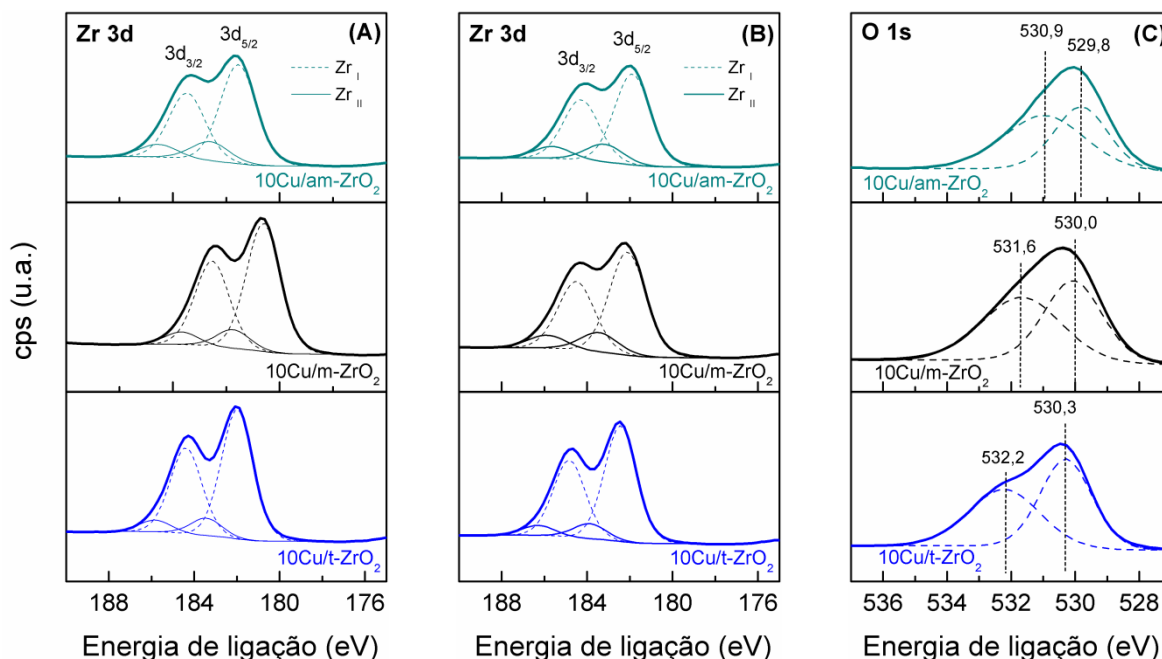 Zr 3d (A)
3d3/2
3d5/2
Zr I
Zr II
10Cu/am-ZrO2
10Cu/m-ZrO2
10Cu/t-ZrO2
188 184 180 176
Energia de ligação (eV)
cps (u.a.)
Zr 3d (B)
3d3/2
3d5/2
Zr I
Zr II
10Cu/am-ZrO2
10Cu/m-ZrO2
10Cu/t-ZrO2
188 184 180 176
Energia de ligação (eV)
O 1s (C)
530,9
529,8
10Cu/am-ZrO2
531,6
530,0
10Cu/m-ZrO2
532,2
530,3
10Cu/t-ZrO2
536 534 532 530 528
Energia de ligação (eV)